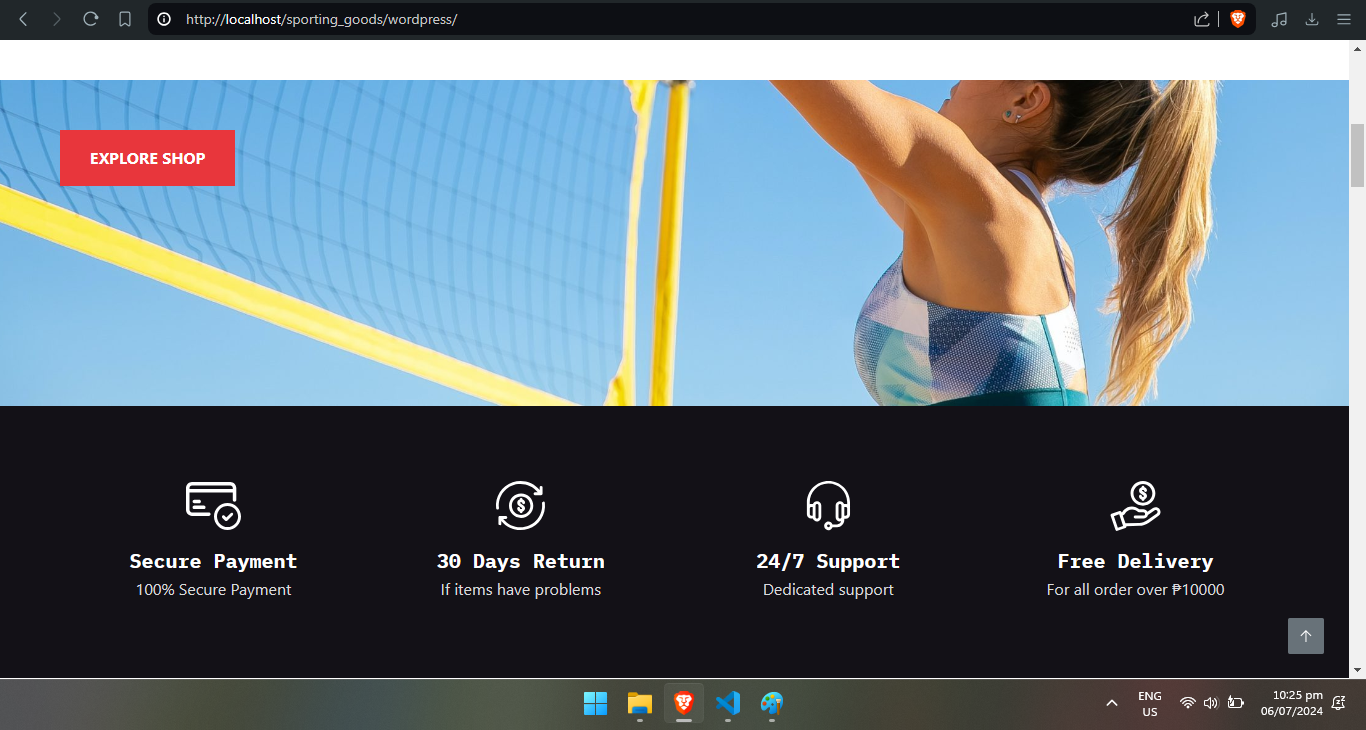 http://localhost/sporting_goods/wordpress/
EXPLORE SHOP
Secure Payment
100% Secure Payment
30 Days Return
If items have problems
24/7 Support
Dedicated support
Free Delivery
For all order over ₱10000
ENG
US
10:25 pm
06/07/2024